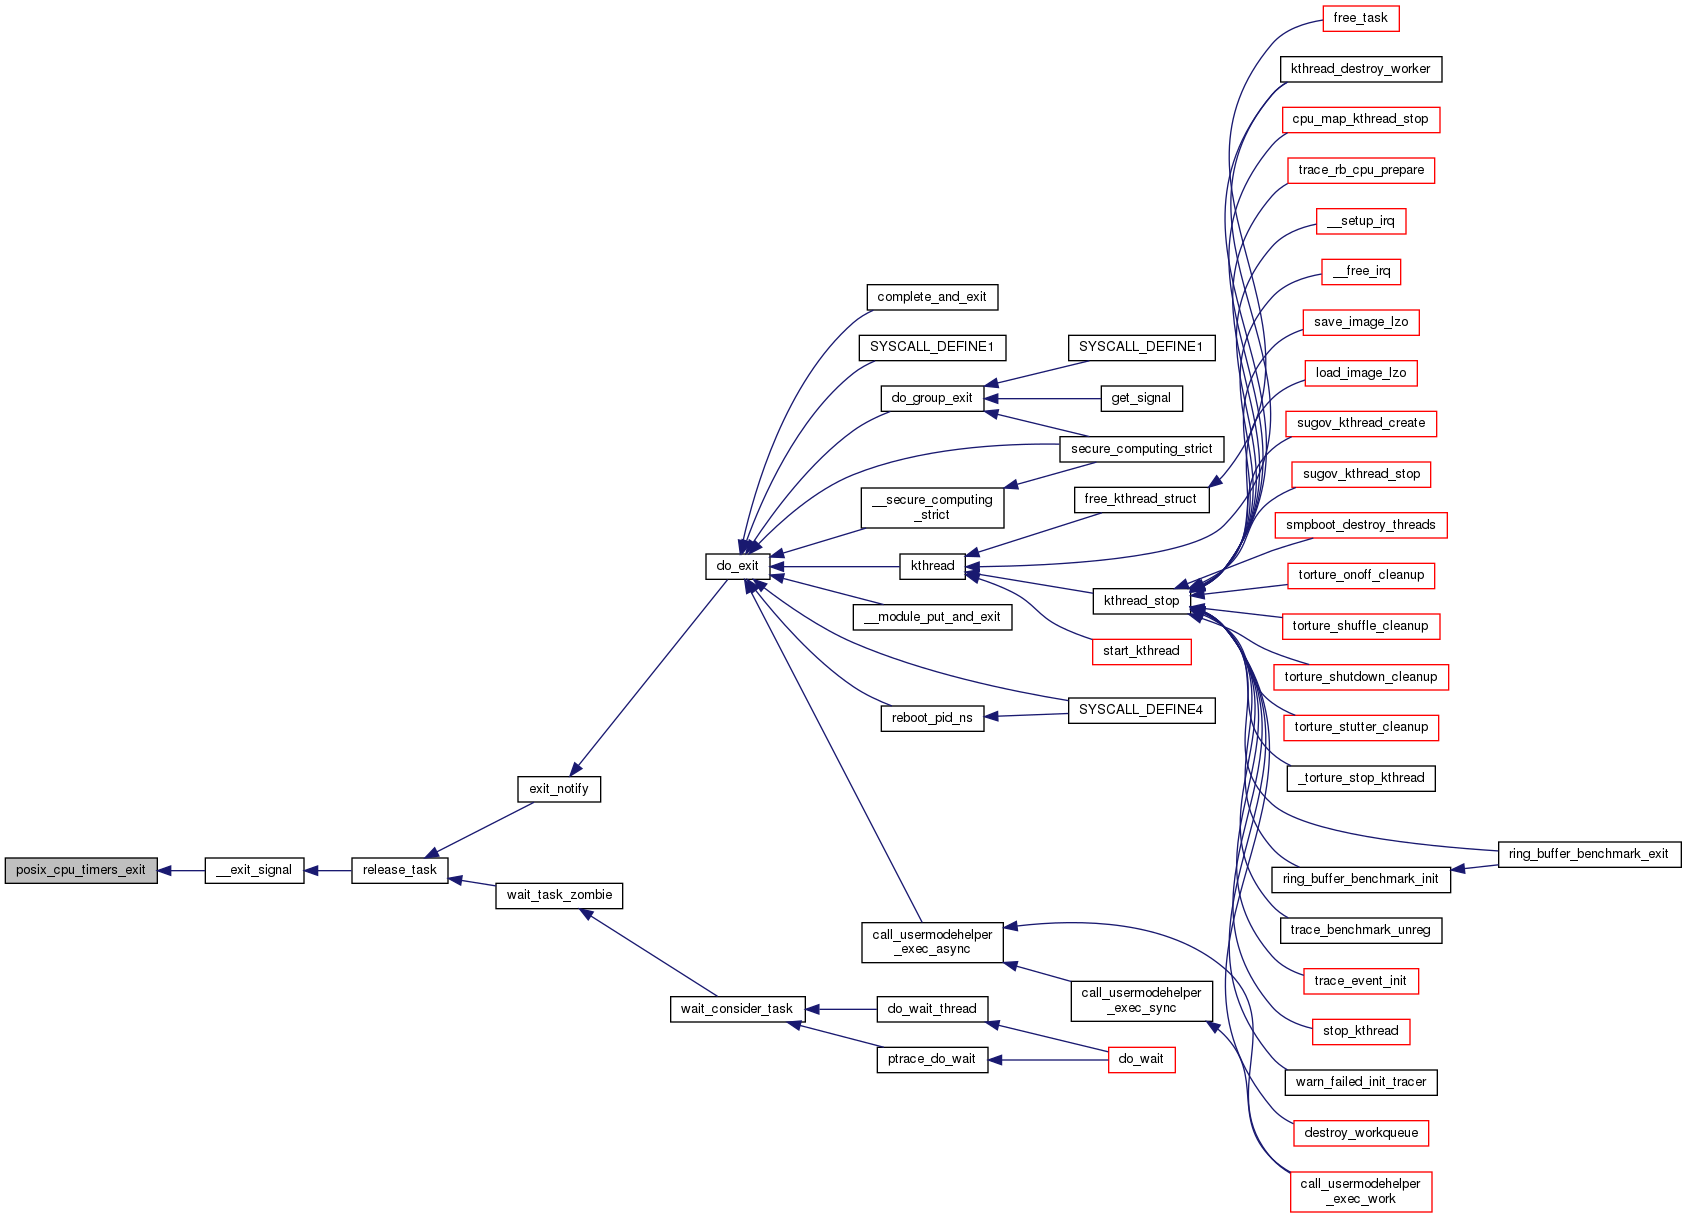 free_task
kthread_destroy_worker
cpu_map_kthread_stop
trace_rb_cpu_prepare
__setup_irq
__free_irq
complete_and_exit
save_image_lzo
SYSCALL_DEFINE1
SYSCALL_DEFINE1
load_image_lzo
do_group_exit
get_signal
sugov_kthread_create
secure_computing_strict
sugov_kthread_stop
__secure_computing
_strict
free_kthread_struct
smpboot_destroy_threads
do_exit
kthread
torture_onoff_cleanup
kthread_stop
__module_put_and_exit
torture_shuffle_cleanup
start_kthread
torture_shutdown_cleanup
reboot_pid_ns
SYSCALL_DEFINE4
torture_stutter_cleanup
exit_notify
_torture_stop_kthread
ring_buffer_benchmark_exit
posix_cpu_timers_exit
__exit_signal
release_task
ring_buffer_benchmark_init
wait_task_zombie
trace_benchmark_unreg
call_usermodehelper
_exec_async
trace_event_init
call_usermodehelper
_exec_sync
wait_consider_task
do_wait_thread
stop_kthread
ptrace_do_wait
do_wait
warn_failed_init_tracer
destroy_workqueue
call_usermodehelper
_exec_work